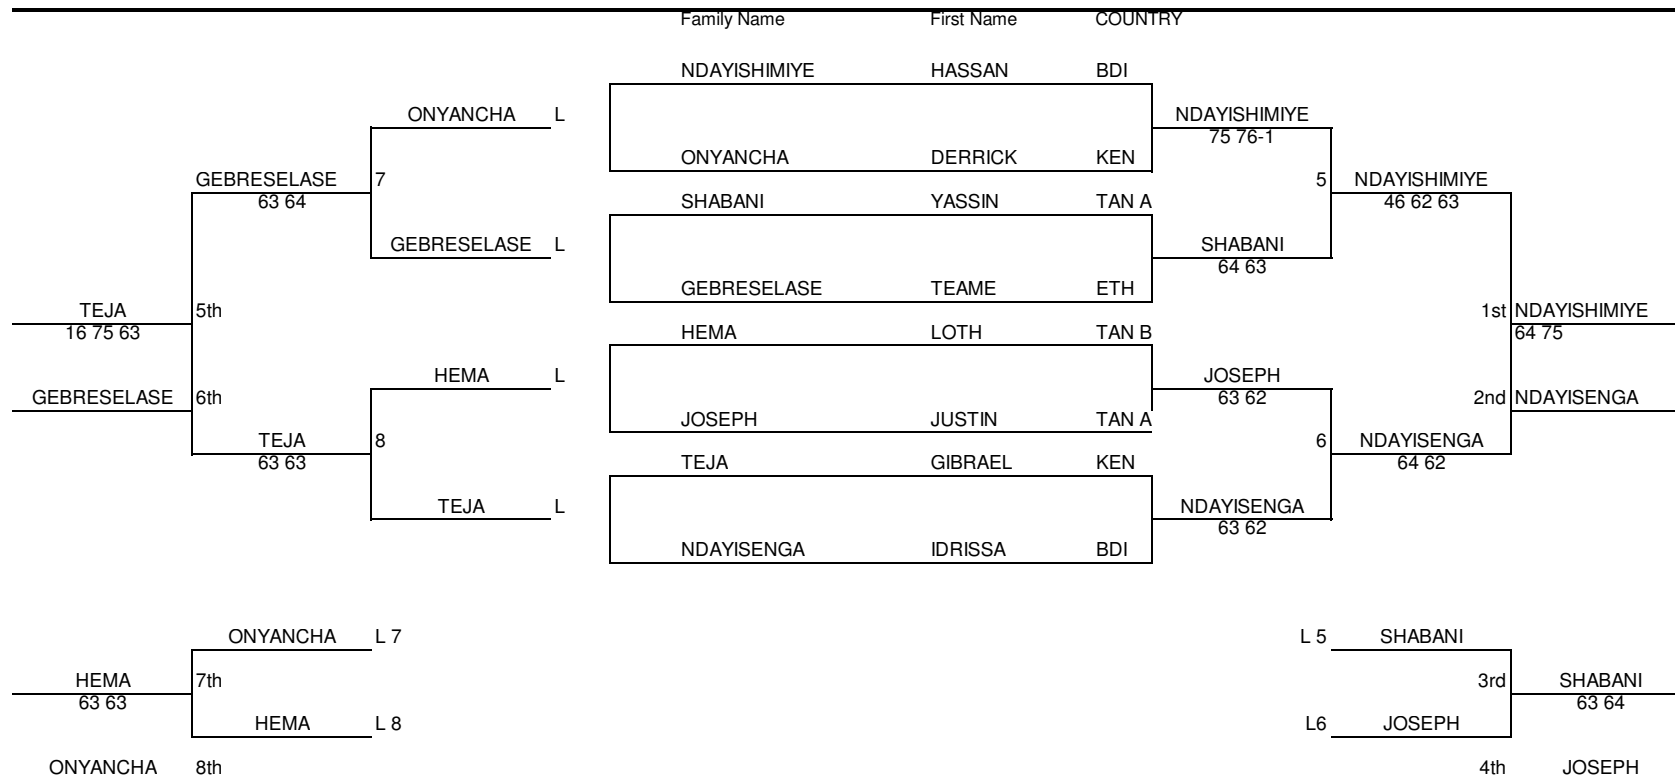 Family Name First Name COUNTRY
NDAYISHIMIYE HASSAN BDI
ONYANCHA L NDAYISHIMIYE
75 76-1
ONYANCHA DERRICK KEN
GEBRESELASE 7 5 NDAYISHIMIYE
63 64 SHABANI YASSIN TAN A 46 62 63
GEBRESELASE L SHABANI
64 63
GEBRESELASE TEAME ETH
TEJA 5th 1st NDAYISHIMIYE
16 75 63 HEMA LOTH TAN B 64 75
HEMA L JOSEPH
GEBRESELASE 6th 63 62 2nd NDAYISENGA
JOSEPH JUSTIN TAN A
TEJA 8 6 NDAYISENGA
63 63 TEJA GIBRAEL KEN 64 62
TEJA L NDAYISENGA
63 62
NDAYISENGA IDRISSA BDI
ONYANCHA L 7 L 5 SHABANI
HEMA 7th 3rd SHABANI
63 63 63 64
HEMA L 8 L6 JOSEPH
ONYANCHA 8th 4th JOSEPH